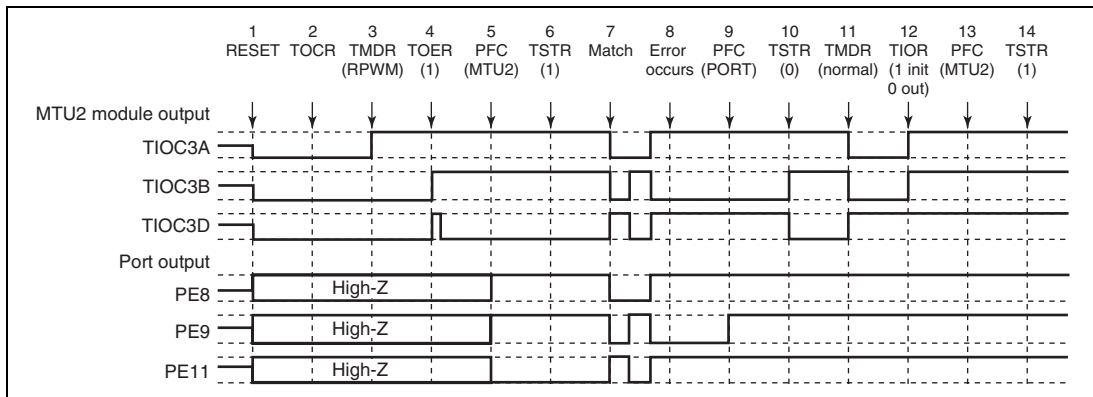 1 2 3 4 5 6 7 8 9 10 11 12 13 14
RESET TOCR TMDR TOER PFC TSTR Match Error PFC TSTR TMDR TIOR PFC TSTR
(RPWM) (1) (MTU2) (1) occurs (PORT) (0) (normal) (1 init (MTU2) (1)
0 out)
MTU2 module output
TIOC3A
TIOC3B
TIOC3D
Port output
PE8 High-Z
PE9 High-Z
PE11 High-Z